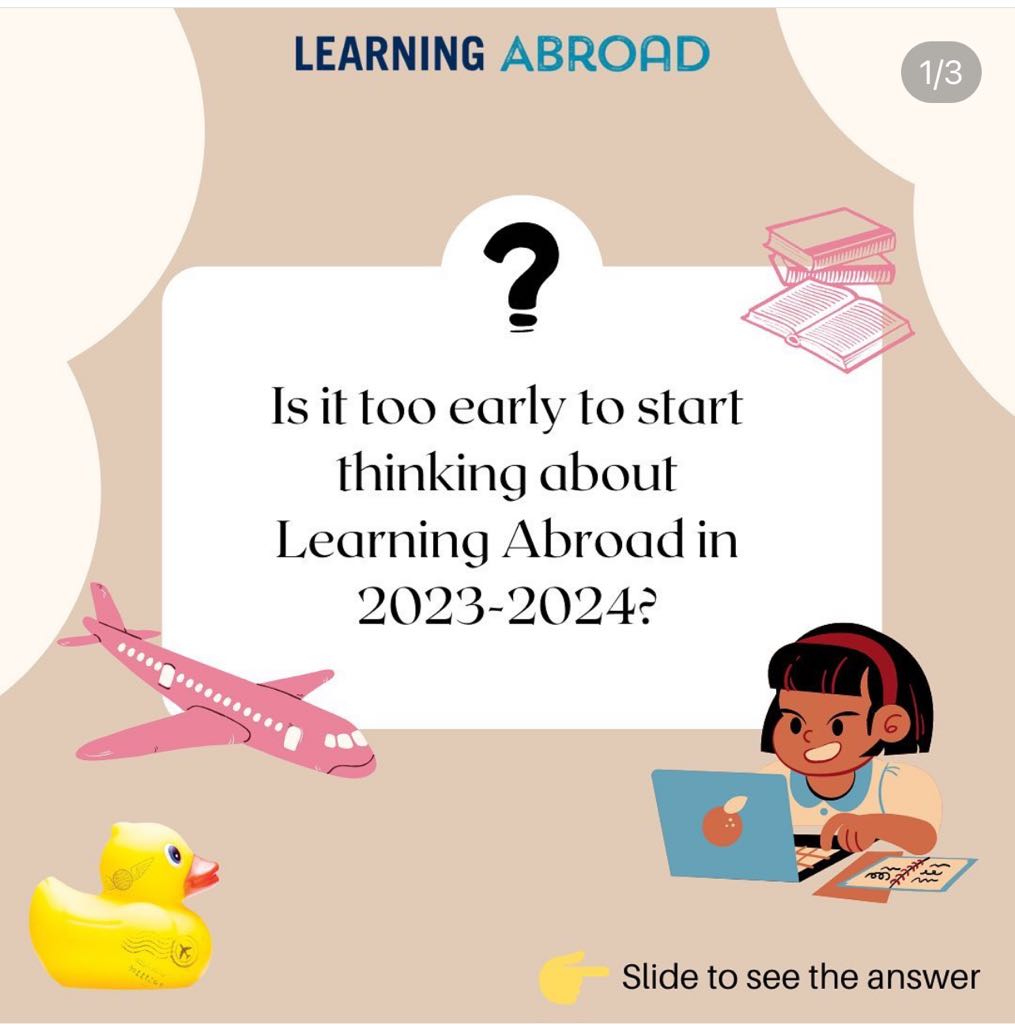 LEARNING ABROAD
1/3
?
Is it too early to start
thinking about
Learning Abroad in
2023-2024?
Slide to see the answer